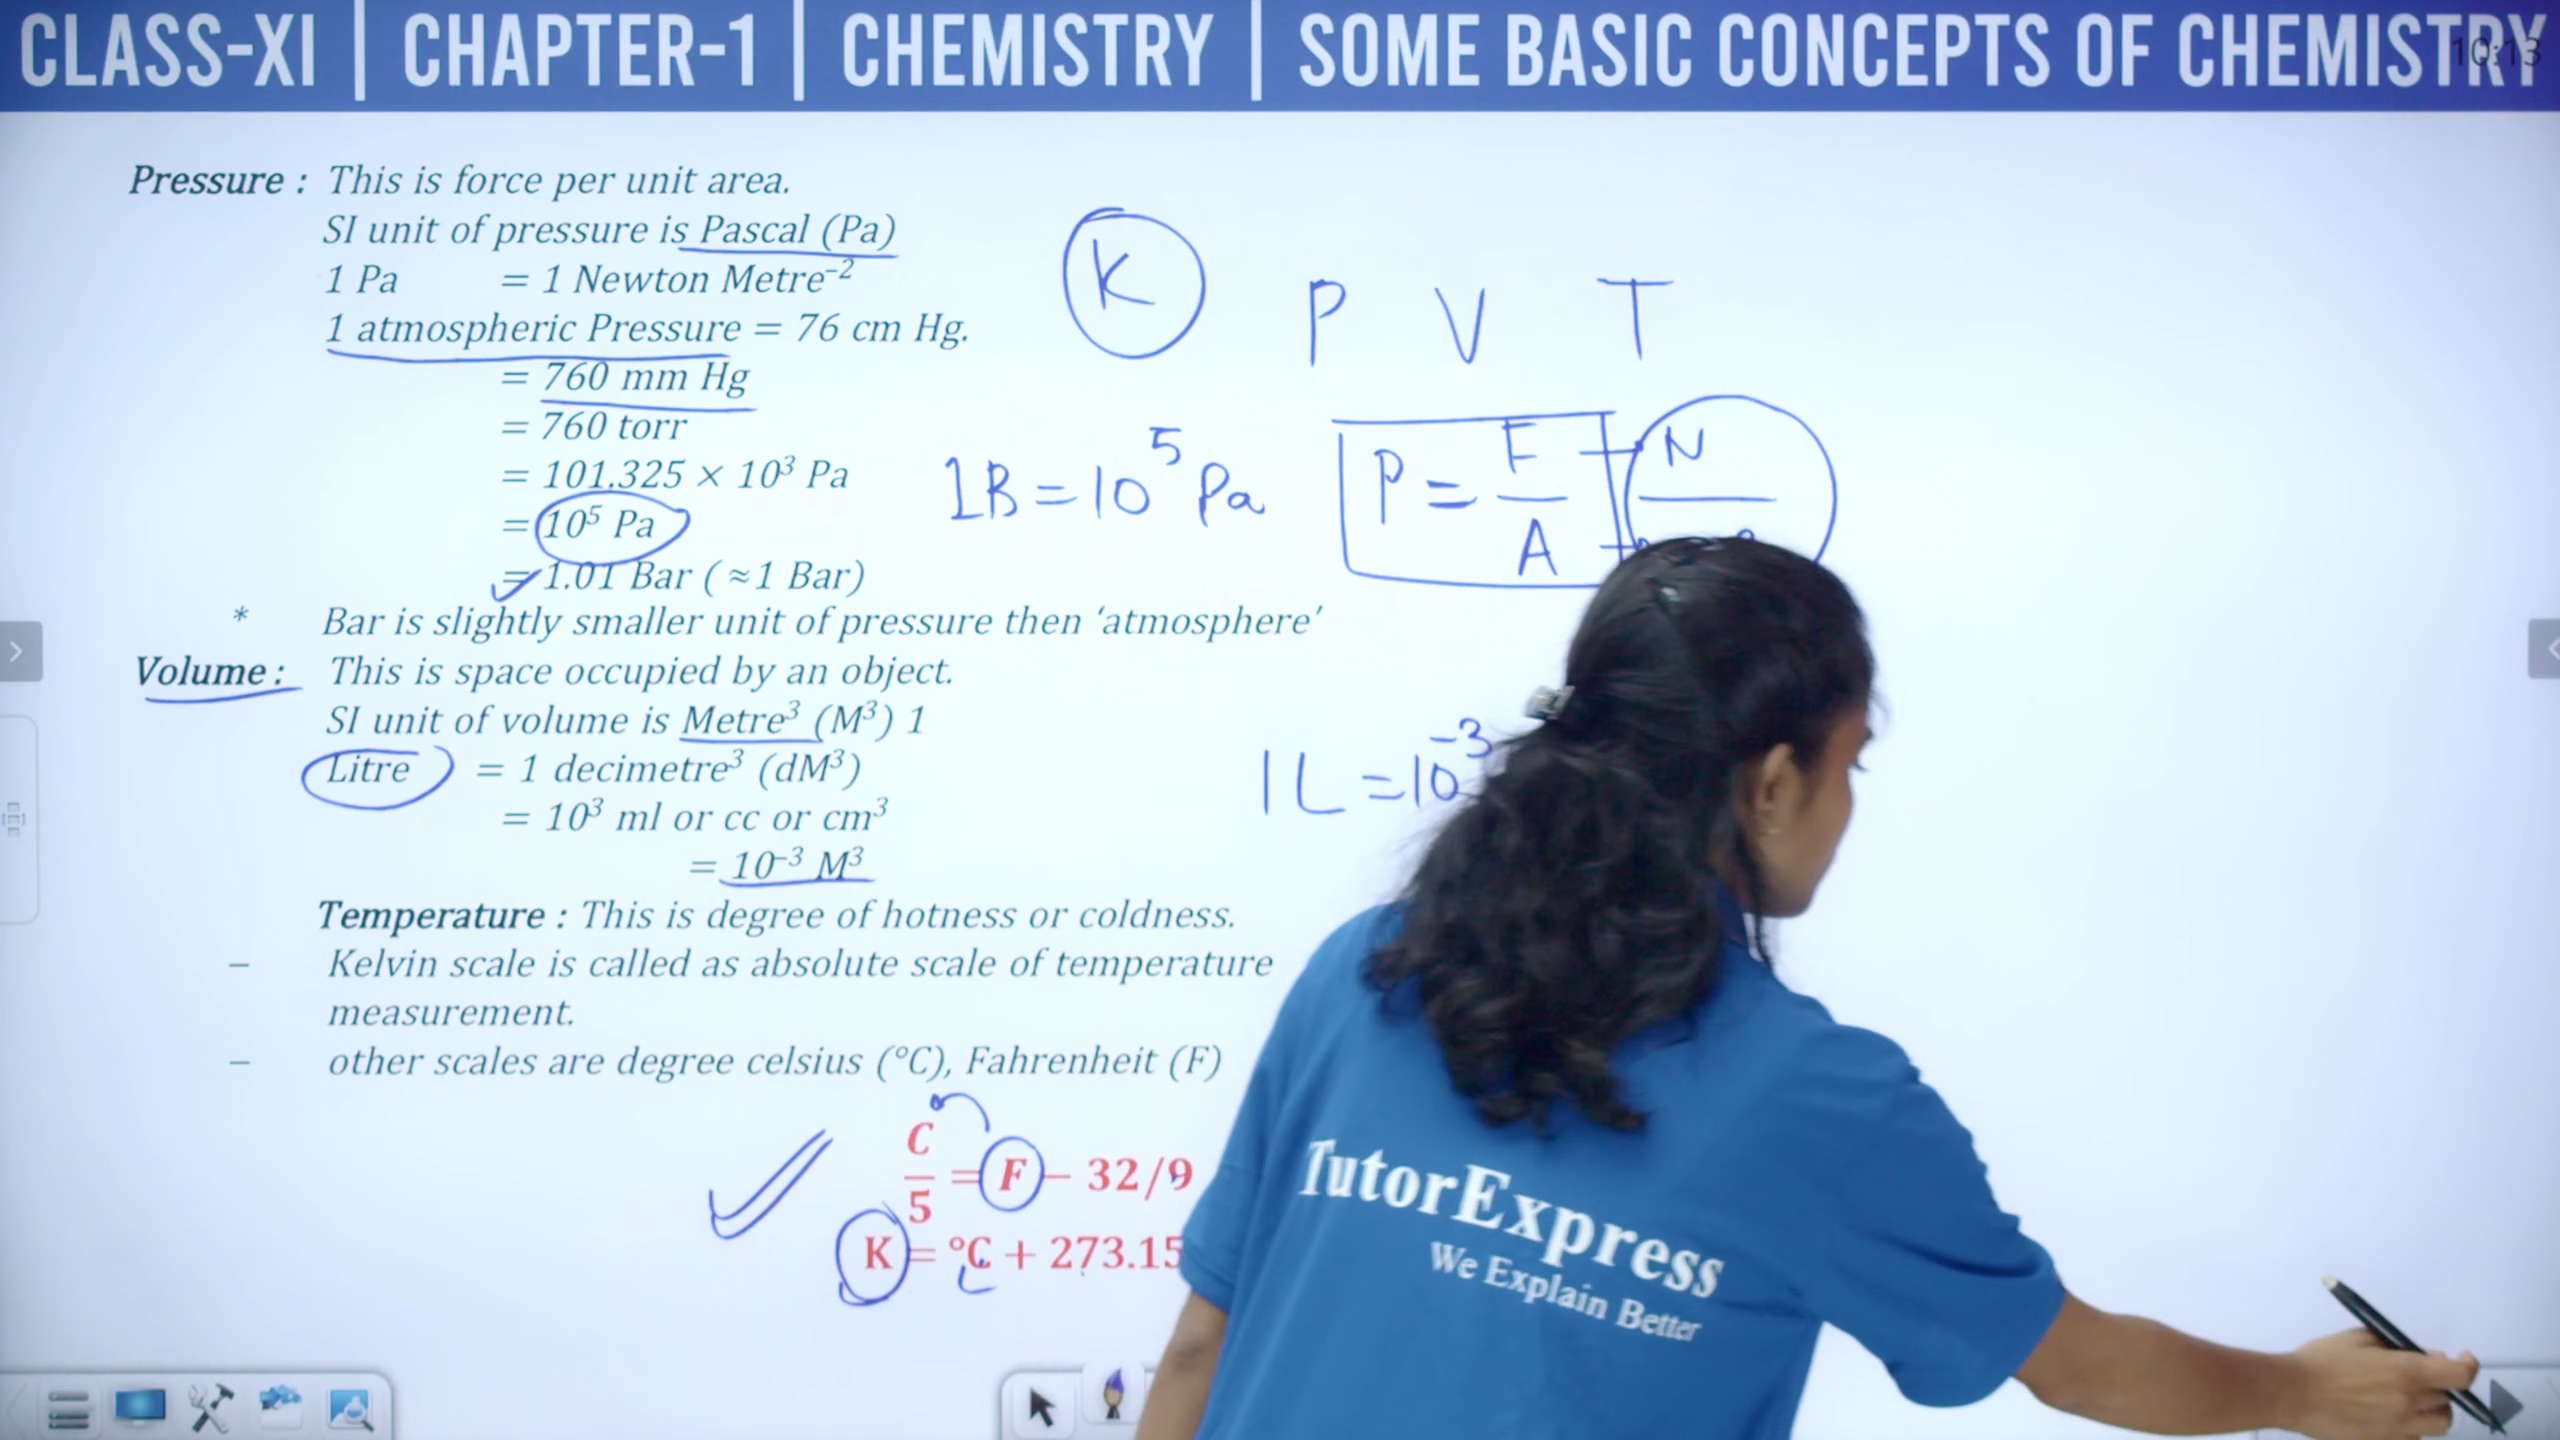 CLASS-XI | CHAPTER-1 | CHEMISTRY | SOME BASIC CONCEPTS OF CHEMISTRY
10:13
Pressure : This is force per unit area.
SI unit of pressure is Pascal (Pa)
1 Pa = 1 Newton Metre⁻²
1 atmospheric Pressure = 76 cm Hg.
= 760 mm Hg
= 760 torr
= 101.325 × 10³ Pa
= 10⁵ Pa
= 1.01 Bar (≈1 Bar)
* Bar is slightly smaller unit of pressure then ‘atmosphere’
Volume : This is space occupied by an object.
SI unit of volume is Metre³ (M³) 1
Litre = 1 decimetre³ (dM³)
= 10³ ml or cc or cm³
= 10⁻³ M³
Temperature : This is degree of hotness or coldness.
– Kelvin scale is called as absolute scale of temperature
measurement.
– other scales are degree celsius (°C), Fahrenheit (F)
C/5 = F – 32/9
K = °C + 273.15
K
P V T
1B = 10⁵ Pa
P = F/A
N
1L = 10⁻³
TutorExpress
We Explain Better